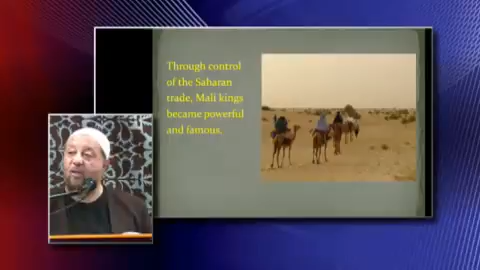 Through control
of the Saharan
trade, Mali kings
became powerful
and famous.